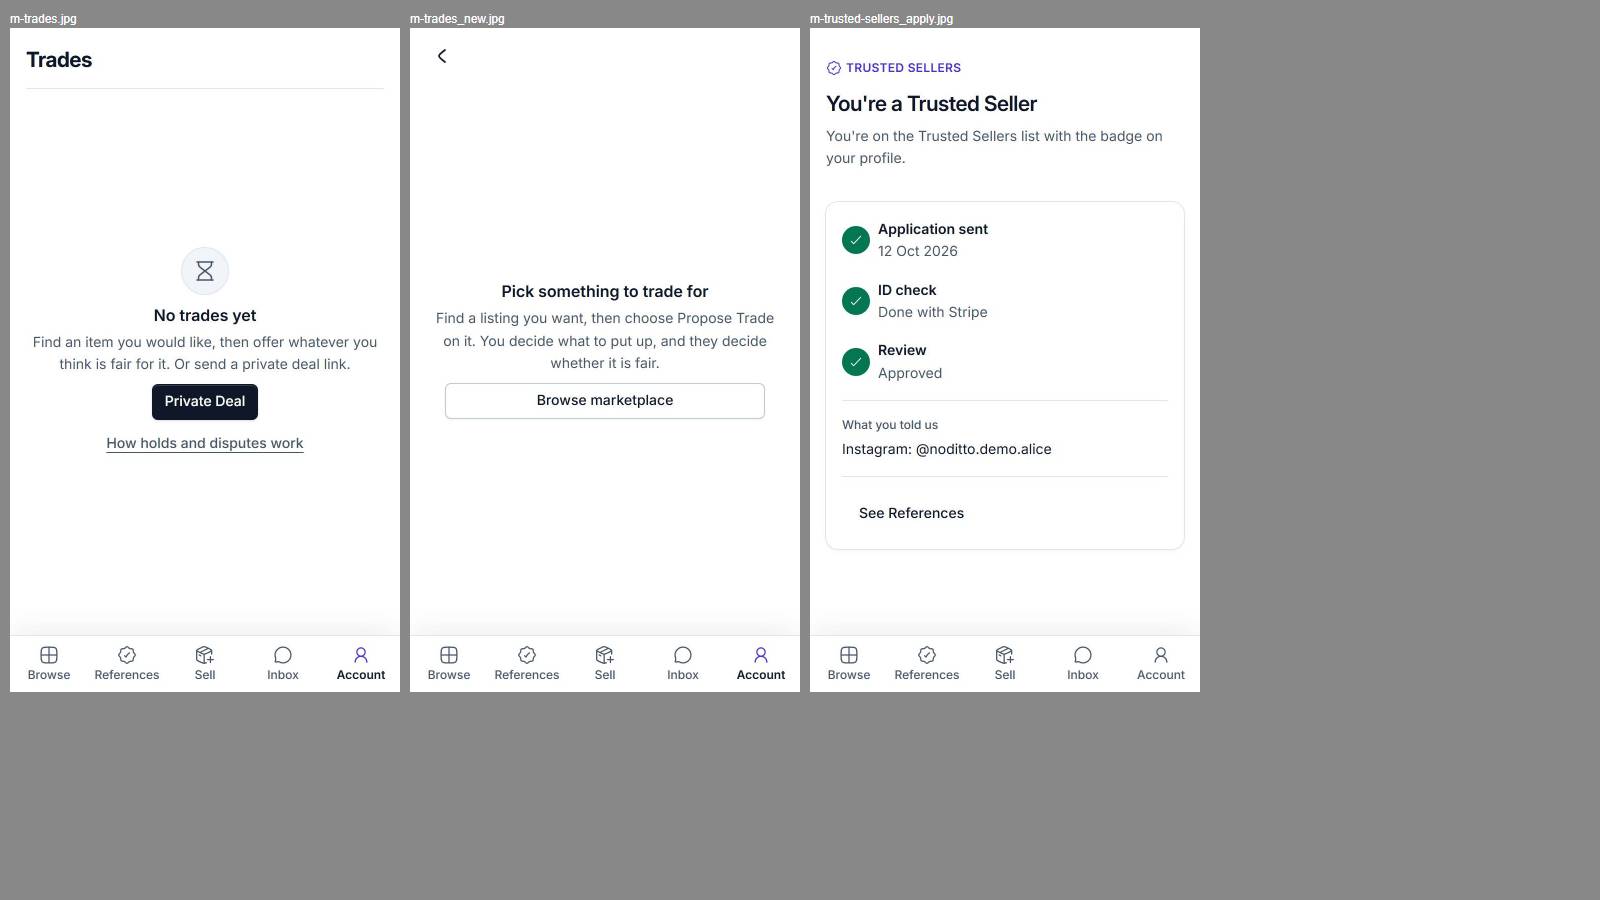 m-trades.jpg
Trades
No trades yet
Find an item you would like, then offer whatever you
think is fair for it. Or send a private deal link.
Private Deal
How holds and disputes work
Browse
References
Sell
Inbox
Account
m-trades_new.jpg
Pick something to trade for
Find a listing you want, then choose Propose Trade
on it. You decide what to put up, and they decide
whether it is fair.
Browse marketplace
Browse
References
Sell
Inbox
Account
m-trusted-sellers_apply.jpg
TRUSTED SELLERS
You're a Trusted Seller
You're on the Trusted Sellers list with the badge on
your profile.
Application sent
12 Oct 2026
ID check
Done with Stripe
Review
Approved
What you told us
Instagram: @noditto.demo.alice
See References
Browse
References
Sell
Inbox
Account